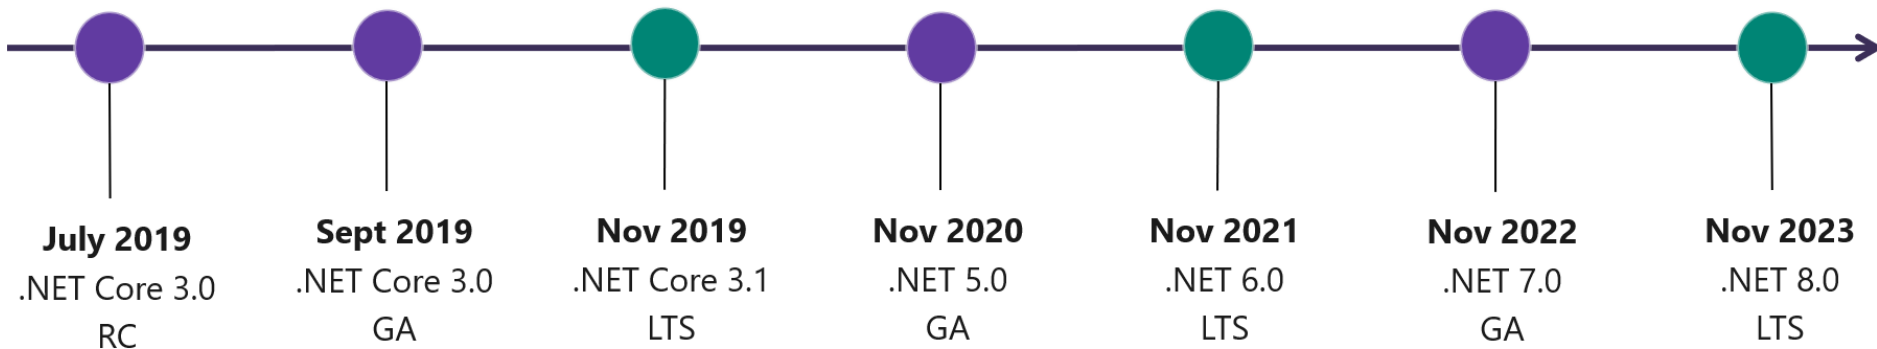 July 2019
.NET Core 3.0
RC
Sept 2019
.NET Core 3.0
GA
Nov 2019
.NET Core 3.1
LTS
Nov 2020
.NET 5.0
GA
Nov 2021
.NET 6.0
LTS
Nov 2022
.NET 7.0
GA
Nov 2023
.NET 8.0
LTS